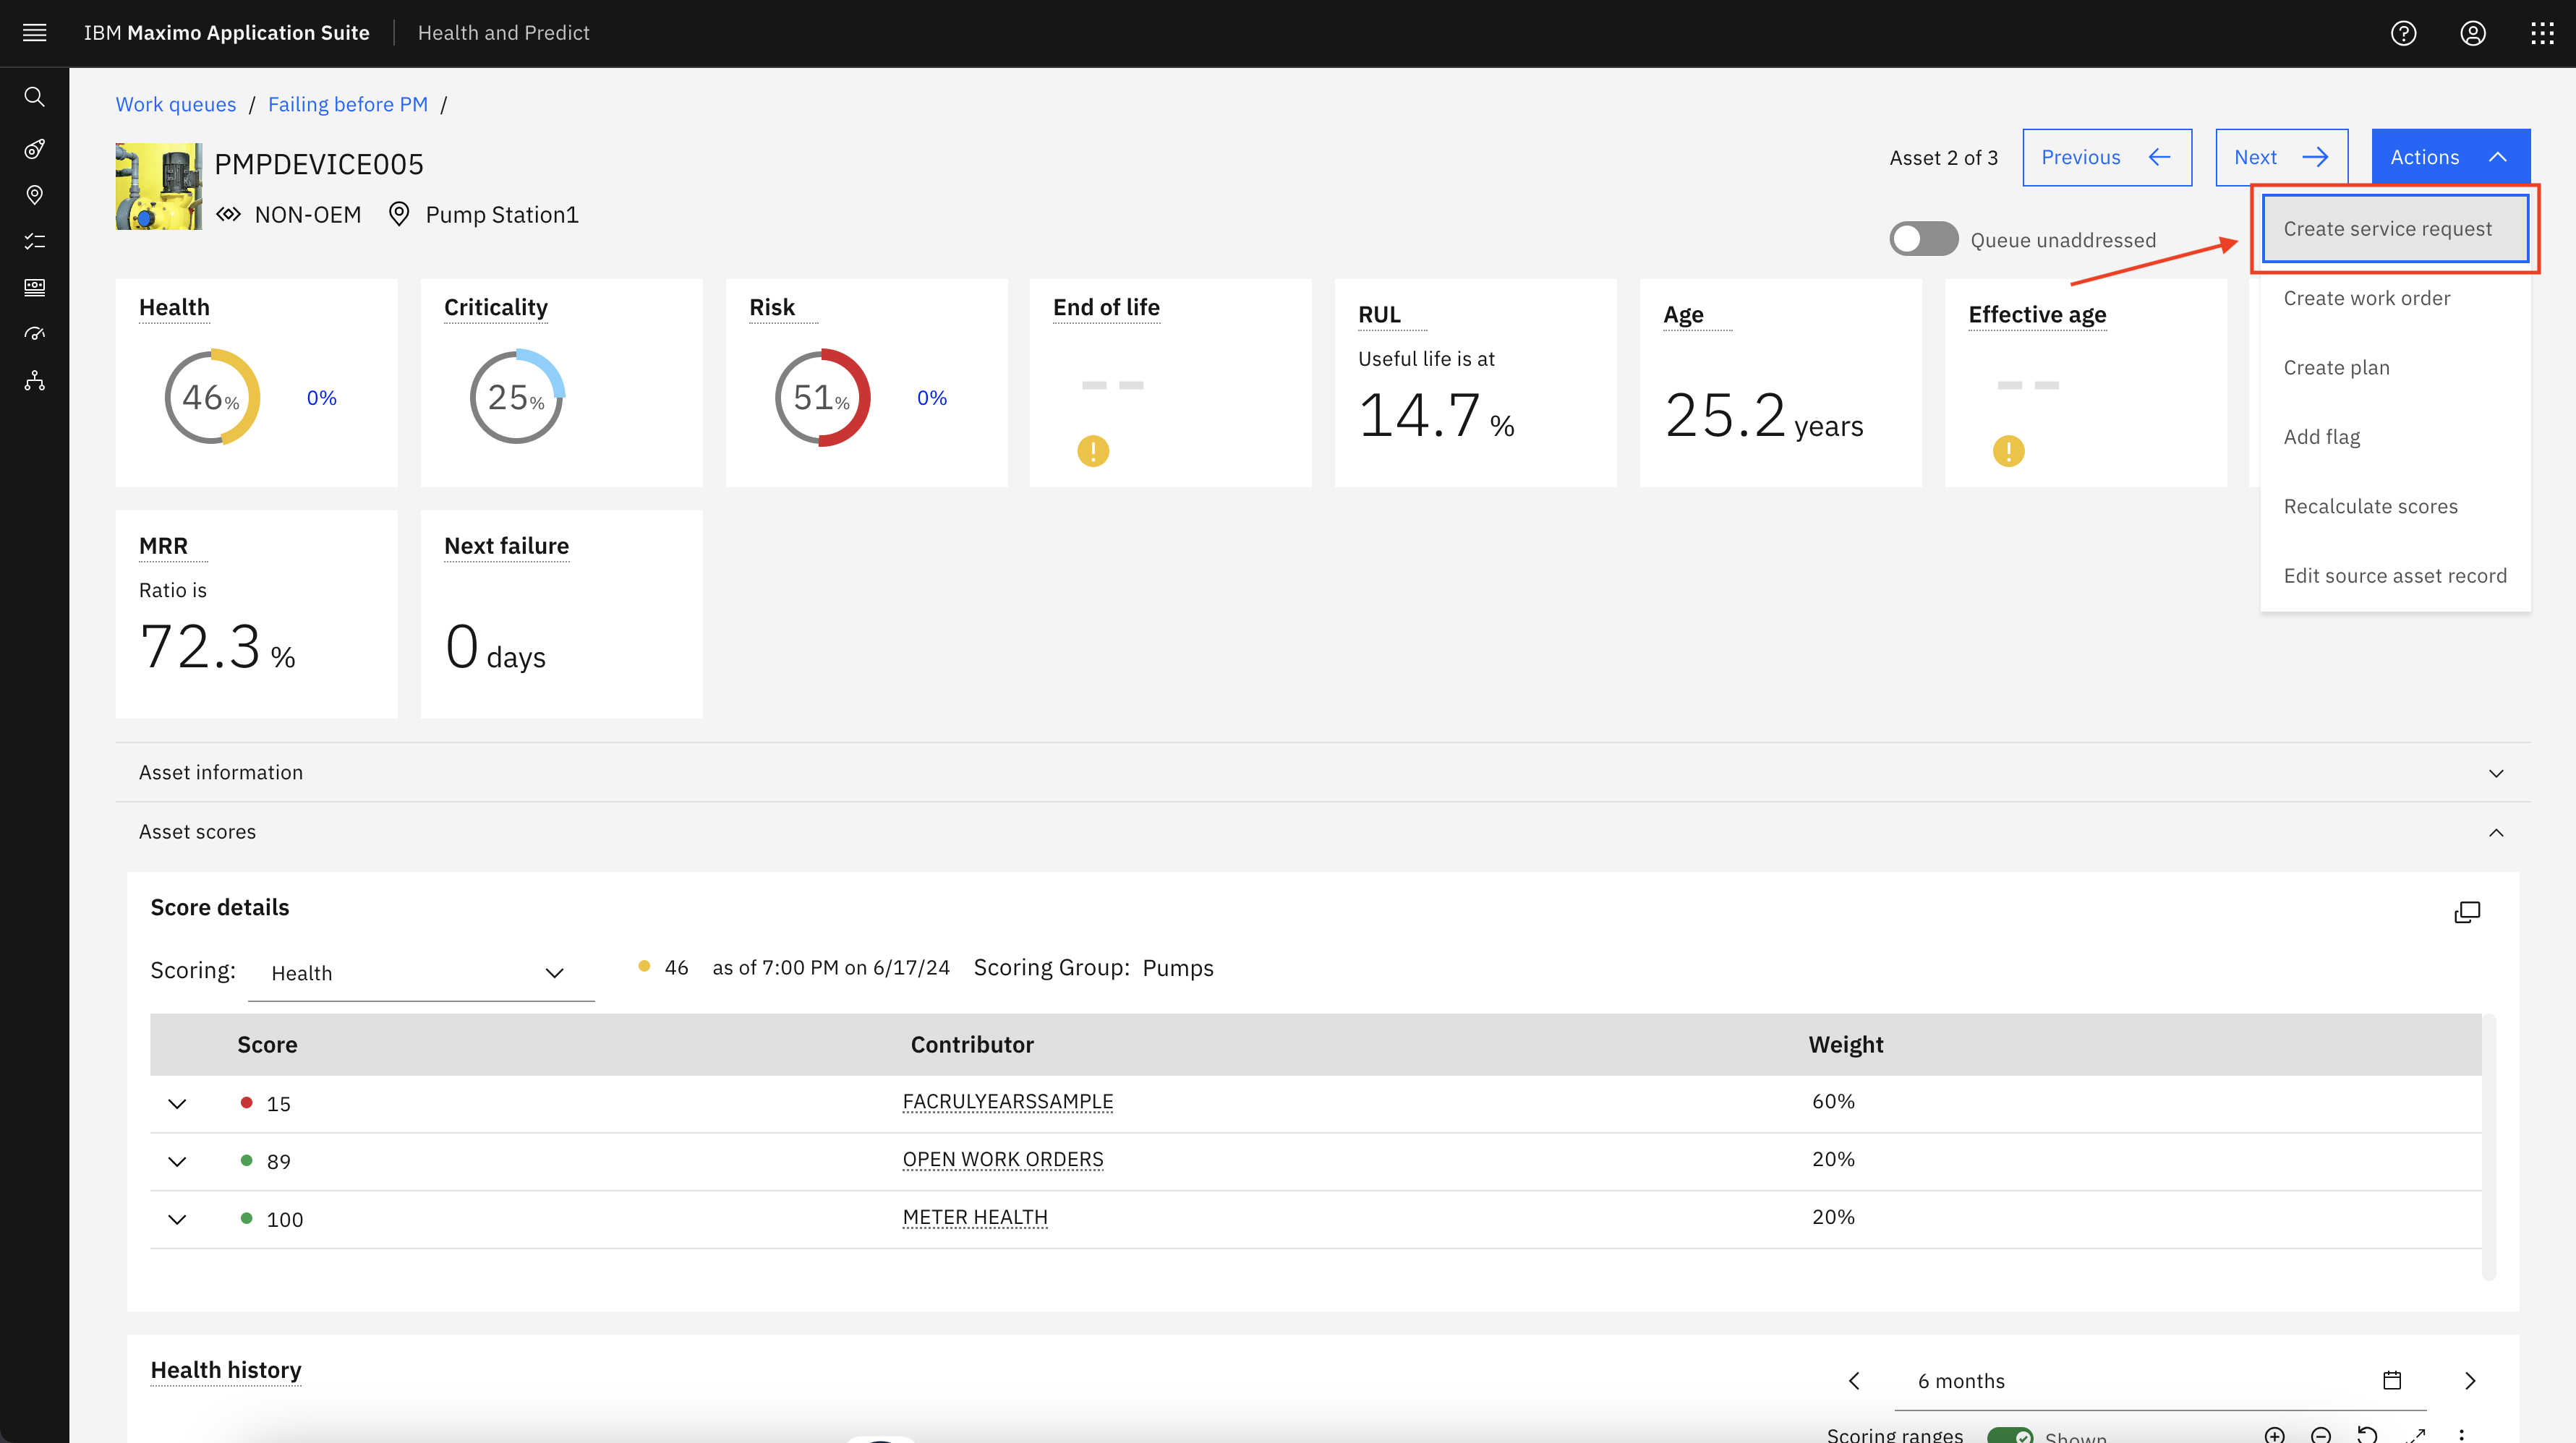 IBM Maximo Application Suite Health and Predict
Work queues / Failing before PM /
PMPDEVICE005
NON-OEM Pump Station1
Asset 2 of 3 Previous Next Actions
Queue unaddressed
Create service request
Create work order
Create plan
Add flag
Recalculate scores
Edit source asset record
Health
46%
0%
Criticality
25%
Risk
51%
0%
End of life
RUL
Useful life is at
14.7 %
Age
25.2 years
Effective age
MRR
Ratio is
72.3 %
Next failure
0 days
Asset information
Asset scores
Score details
Scoring: Health 46 as of 7:00 PM on 6/17/24 Scoring Group: Pumps
Score Contributor Weight
15 FACRULYEARSSAMPLE 60%
89 OPEN WORK ORDERS 20%
100 METER HEALTH 20%
Health history
6 months
Scoring ranges Shown